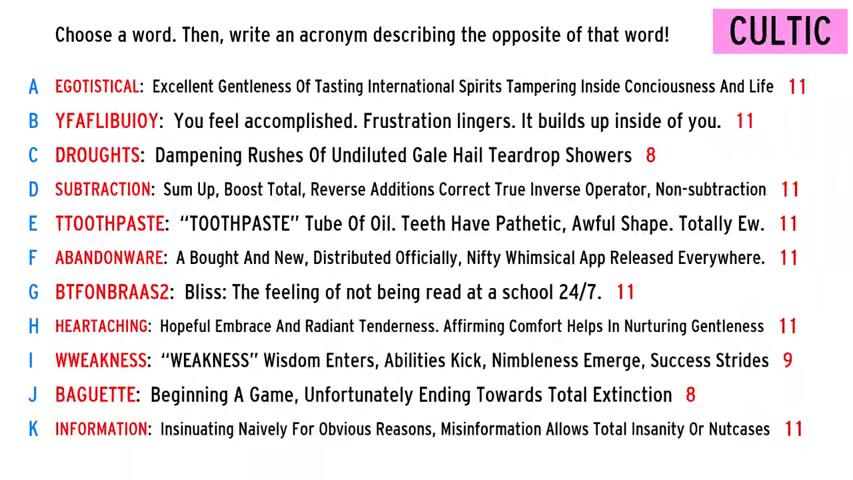 Choose a word. Then, write an acronym describing the opposite of that word!
CULTIC
A EGOTISTICAL: Excellent Gentleness Of Tasting International Spirits Tampering Inside Conciousness And Life 11
B YFAFLIBUIOY: You feel accomplished. Frustration lingers. It builds up inside of you. 11
C DROUGHTS: Dampening Rushes Of Undiluted Gale Hail Teardrop Showers 8
D SUBTRACTION: Sum Up, Boost Total, Reverse Additions Correct True Inverse Operator, Non-subtraction 11
E TTOOTHPASTE: “TOOTHPASTE” Tube Of Oil. Teeth Have Pathetic, Awful Shape. Totally Ew. 11
F ABANDONWARE: A Bought And New, Distributed Officially, Nifty Whimsical App Released Everywhere. 11
G BTFONBRAAS2: Bliss: The feeling of not being read at a school 24/7. 11
H HEARTACHING: Hopeful Embrace And Radiant Tenderness. Affirming Comfort Helps In Nurturing Gentleness 11
I WWEAKNESS: “WEAKNESS” Wisdom Enters, Abilities Kick, Nimbleness Emerge, Success Strides 9
J BAGUETTE: Beginning A Game, Unfortunately Ending Towards Total Extinction 8
K INFORMATION: Insinuating Naively For Obvious Reasons, Misinformation Allows Total Insanity Or Nutcases 11